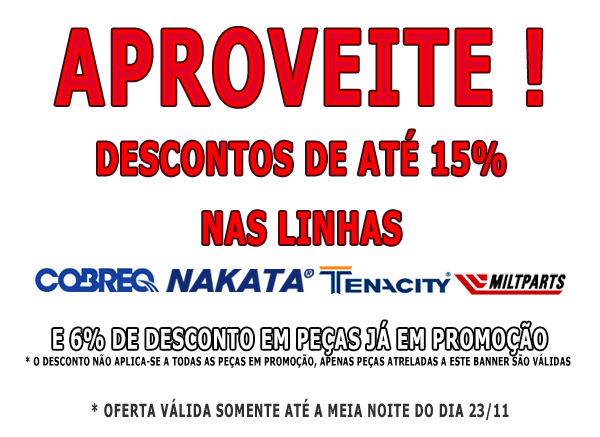 APROVEITE !
DESCONTOS DE ATÉ 15%
NAS LINHAS
COBREQ NAKATA® TENACITY® MILTPARTS
E 6% DE DESCONTO EM PEÇAS JÁ EM PROMOÇÃO
* O DESCONTO NÃO APLICA-SE A TODAS AS PEÇAS EM PROMOÇÃO, APENAS PEÇAS ATRELADAS A ESTE BANNER SÃO VÁLIDAS
* OFERTA VÁLIDA SOMENTE ATÉ A MEIA NOITE DO DIA 23/11